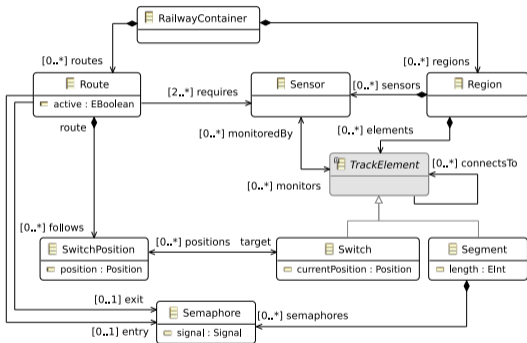 RailwayContainer
[0..*] routes
[0..*] regions
Route
active : EBoolean
[2..*] requires
Sensor
[0..*] sensors
Region
route
[0..*] monitoredBy
[0..*] elements
TrackElement
[0..*] connectsTo
[0..*] monitors
[0..*] follows
SwitchPosition
position : Position
[0..*] positions
target
Switch
currentPosition : Position
Segment
length : EInt
[0..1] exit
[0..1] entry
Semaphore
signal : Signal
[0..*] semaphores